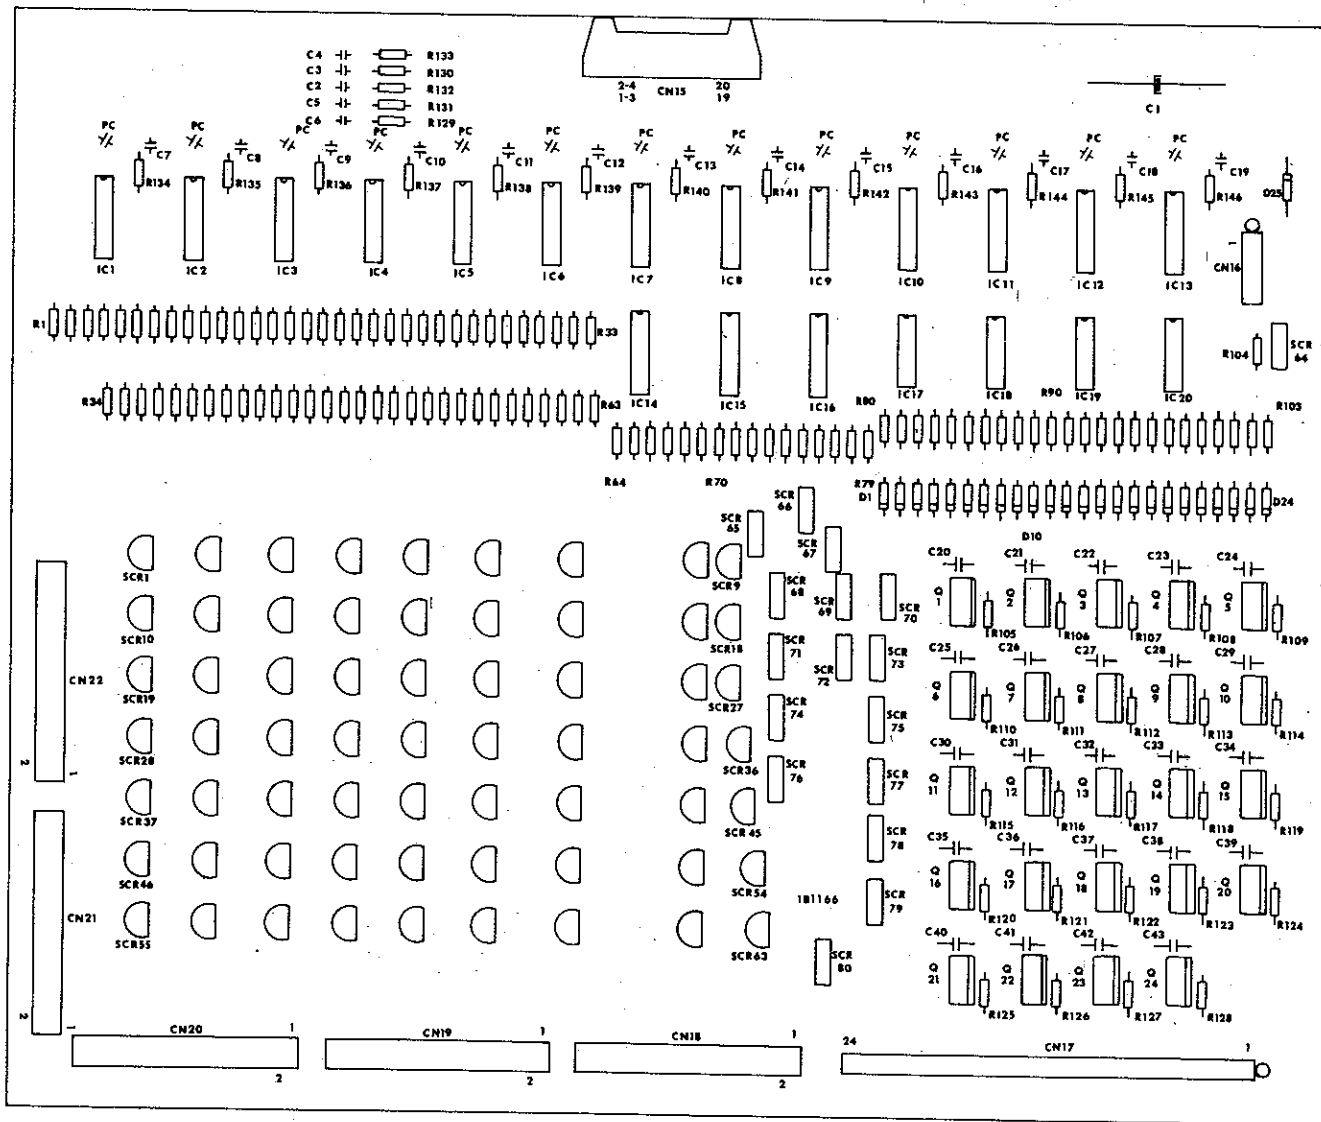 C4 R133
C3 R130
C2 R132
C5 R131
C6 R129
2-4 CN15 20
1-3 19
C1
PC PC PC PC PC PC PC PC PC PC PC PC PC
C7 C8 C9 C10 C11 C12 C13 C14 C15 C16 C17 C18 C19
R134 R135 R136 R137 R138 R139 R140 R141 R142 R143 R144 R145 R146 D25
1
CN16
IC1 IC2 IC3 IC4 IC5 IC6 IC7 IC8 IC9 IC10 IC11 IC12 IC13
R1 R33
R104 SCR
64
R34 R63 IC14 IC15 IC16 R80 IC17 IC18 R90 IC19 IC20 R103
R64 R70 R79
D1 D24
SCR
66
SCR
65
SCR
67
D10
SCR1 SCR9
SCR
68
SCR
69
SCR
70
C20 C21 C22 C23 C24
Q
1
Q
2
Q
3
Q
4
Q
5
R105 R106 R107 R108 R109
SCR10 SCR18
SCR
71
SCR
72
SCR
73
C25 C26 C27 C28 C29
Q
6
Q
7
Q
8
Q
9
Q
10
R110 R111 R112 R113 R114
CN22
SCR19 SCR27
SCR
74
SCR
75
2 1
SCR28 SCR36
SCR
76
SCR
77
C30 C31 C32 C33 C34
Q
11
Q
12
Q
13
Q
14
Q
15
R115 R116 R117 R118 R119
SCR37 SCR45
SCR
78
C35 C36 C37 C38 C39
Q
16
Q
17
Q
18
Q
19
Q
20
R120 R121 R122 R123 R124
SCR46 SCR54
1B1166
SCR
79
CN21
SCR55 SCR63
SCR
80
C40 C41 C42 C43
Q
21
Q
22
Q
23
Q
24
R125 R126 R127 R128
2 1
CN20 1
2
CN19 1
2
CN18 1
2
24 CN17 1